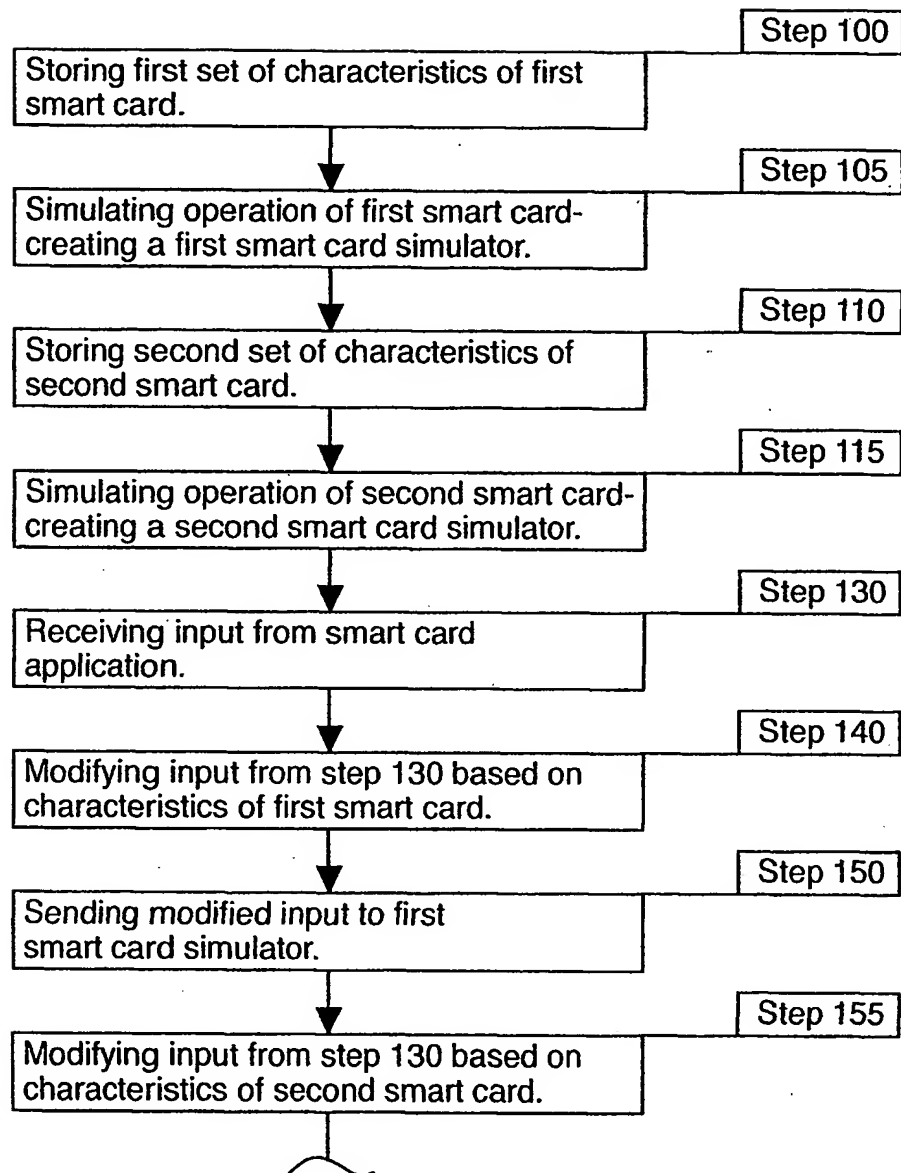 Step 100
Storing first set of characteristics of first
smart card.
Step 105
Simulating operation of first smart card-
creating a first smart card simulator.
Step 110
Storing second set of characteristics of
second smart card.
Step 115
Simulating operation of second smart card-
creating a second smart card simulator.
Step 130
Receiving input from smart card
application.
Step 140
Modifying input from step 130 based on
characteristics of first smart card.
Step 150
Sending modified input to first
smart card simulator.
Step 155
Modifying input from step 130 based on
characteristics of second smart card.